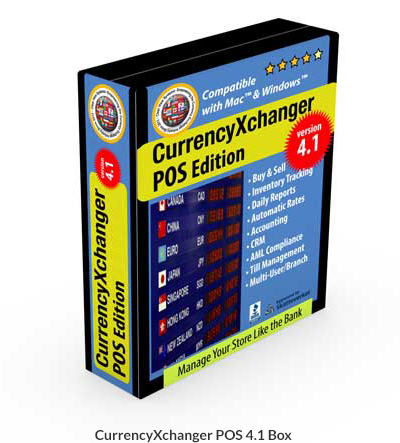 Compatible
with Mac™ & Windows™
CurrencyXchanger
POS Edition
version
4.1
• Buy & Sell
• Inventory Tracking
• Daily Reports
• Automatic Rates
• Accounting
• CRM
• AML Compliance
• Till Management
• Multi-User/Branch
CANADA CAD
CHINA CNY
EURO EUR
JAPAN JPY
SINGAPORE SGD
HONG KONG HKD
NEW ZEALAND NZD
Manage Your Store Like the Bank
version
4.1
CurrencyXchanger
POS Edition
CurrencyXchanger POS 4.1 Box